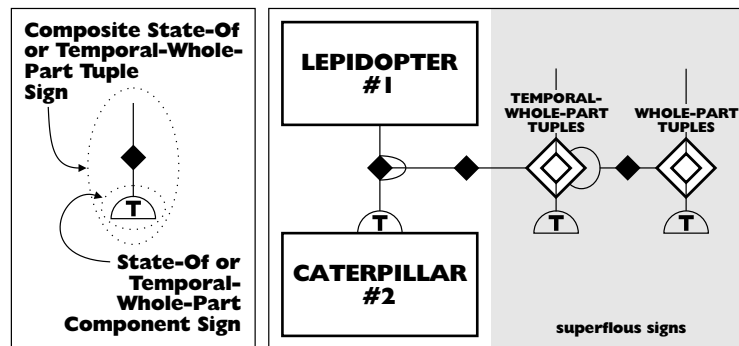 Composite State-Of
or Temporal-Whole-
Part Tuple
Sign
T
State-Of or
Temporal-
Whole-Part
Component Sign
LEPIDOPTER
#1
TEMPORAL-
WHOLE-PART
TUPLES
WHOLE-PART
TUPLES
T
T
T
CATERPILLAR
#2
superflous signs